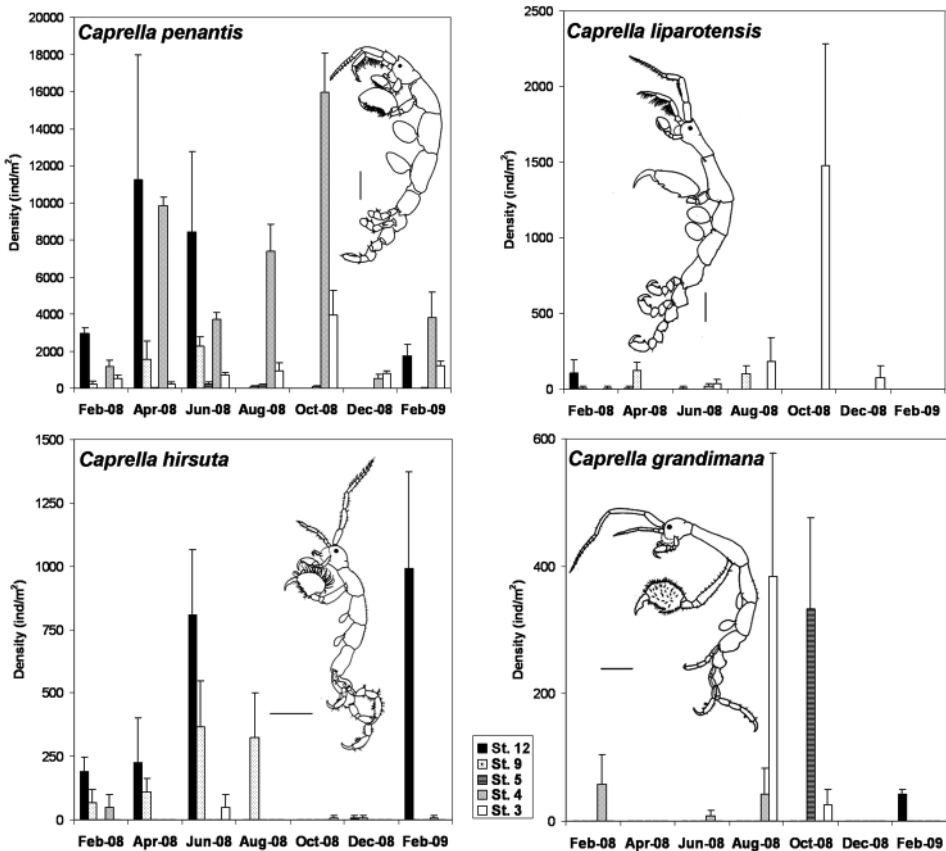 Caprella penantis
Density (ind/m²)
20000
18000
16000
14000
12000
10000
8000
6000
4000
2000
0
Feb-08 Apr-08 Jun-08 Aug-08 Oct-08 Dec-08 Feb-09
Caprella liparotensis
Density (ind/m²)
2500
2000
1500
1000
500
0
Feb-08 Apr-08 Jun-08 Aug-08 Oct-08 Dec-08 Feb-09
Caprella hirsuta
Density (ind/m²)
1500
1250
1000
750
500
250
0
Feb-08 Apr-08 Jun-08 Aug-08 Oct-08 Dec-08 Feb-09
St. 12
St. 9
St. 5
St. 4
St. 3
Caprella grandimana
Density (ind/m²)
600
400
200
0
Feb-08 Apr-08 Jun-08 Aug-08 Oct-08 Dec-08 Feb-09